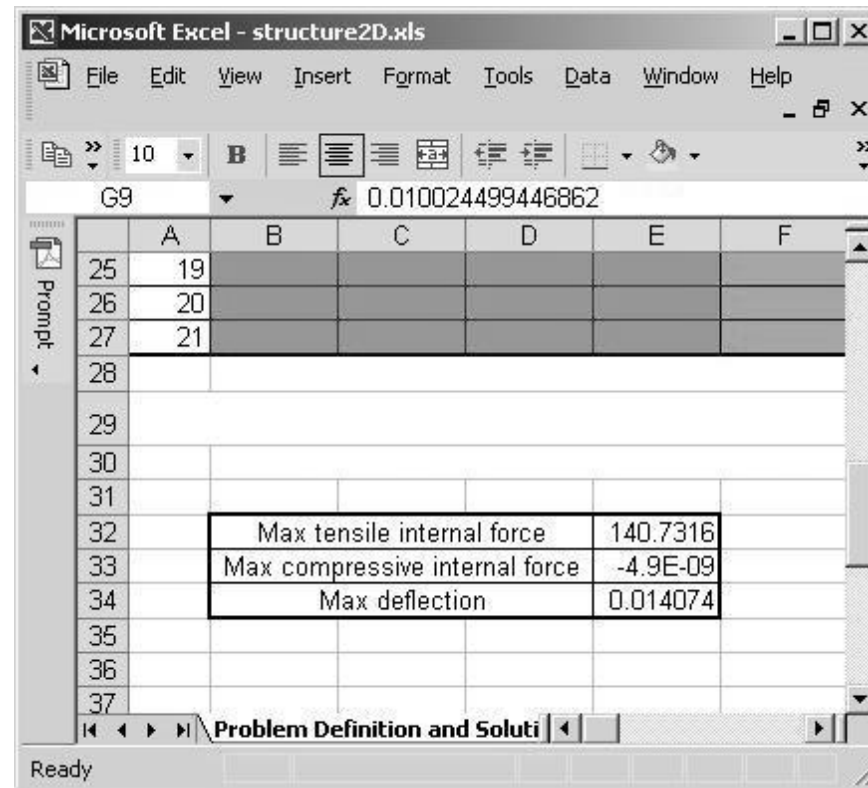 Microsoft Excel - structure2D.xls
File Edit View Insert Format Tools Data Window Help
10 B
G9 fx 0.010024499446862
A B C D E F
25 19
26 20
27 21
28
29
30
31
32 Max tensile internal force 140.7316
33 Max compressive internal force -4.9E-09
34 Max deflection 0.014074
35
36
37
Prompt
Problem Definition and Soluti
Ready